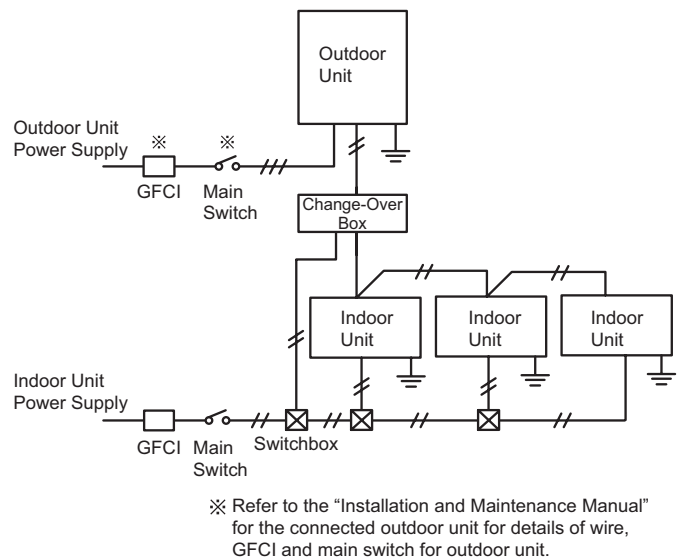 Outdoor
Unit
Outdoor Unit
Power Supply
※
※
GFCI
Main
Switch
Change-Over
Box
Indoor
Unit
Indoor
Unit
Indoor
Unit
Indoor Unit
Power Supply
GFCI
Main
Switch
Switchbox
※ Refer to the “Installation and Maintenance Manual”
for the connected outdoor unit for details of wire,
GFCI and main switch for outdoor unit.